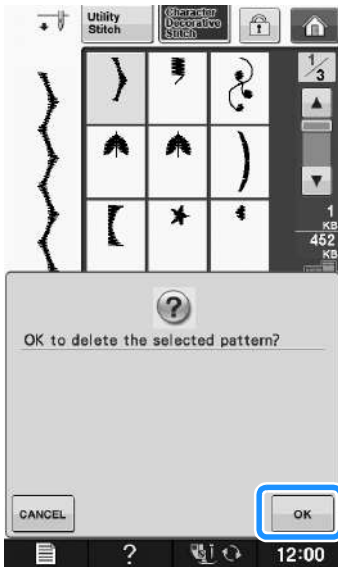 Utility
Stitch
Character
Decorative
Stitch
1/3
1
KB
452
KB
?
OK to delete the selected pattern?
CANCEL
OK
?
12:00